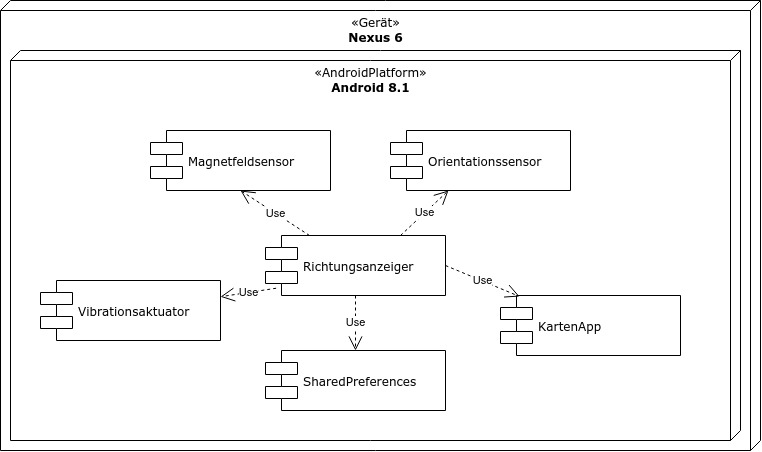 «Gerät»
Nexus 6
«AndroidPlatform»
Android 8.1
Magnetfeldsensor
Orientationssensor
Use
Use
Richtungsanzeiger
Use
Use
Vibrationsaktuator
Use
KartenApp
SharedPreferences